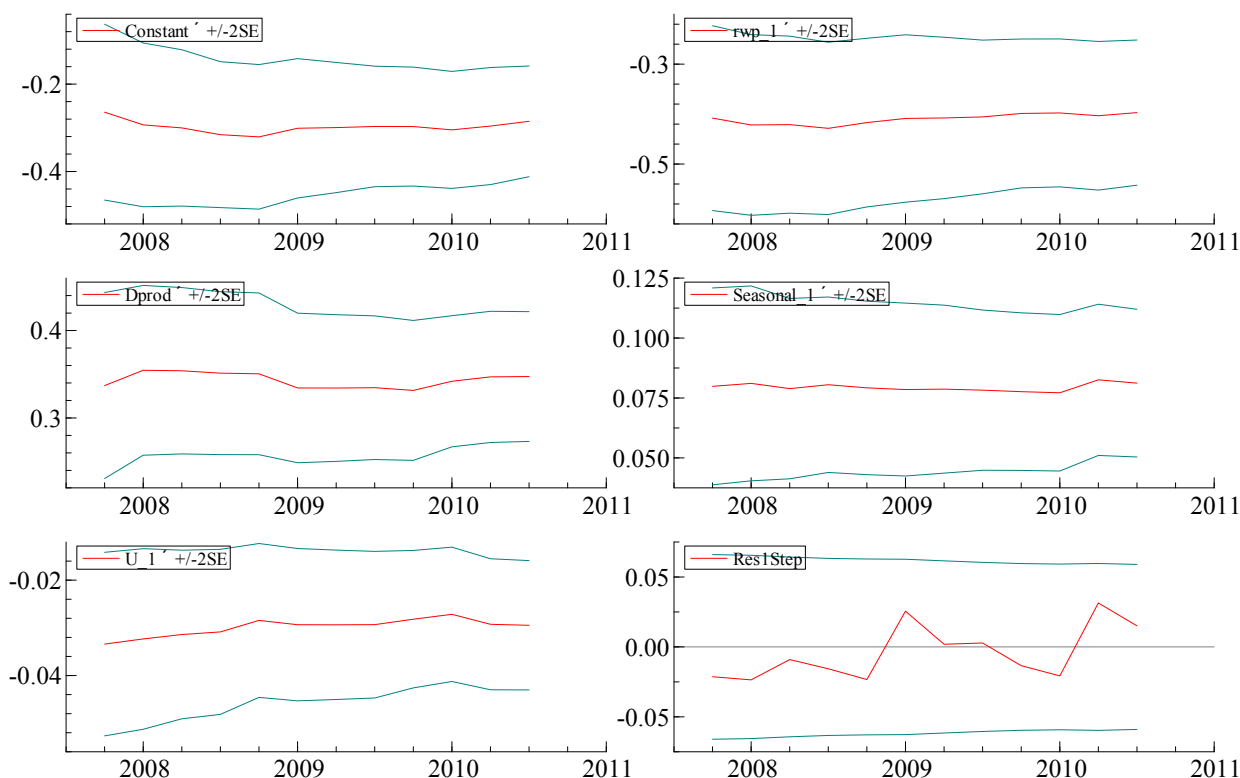 Constant ´ +/-2SE
-0.2
-0.4
2008 2009 2010 2011
rwp_1 ´ +/-2SE
-0.3
-0.5
2008 2009 2010 2011
Dprod ´ +/-2SE
0.4
0.3
2008 2009 2010 2011
0.125
Seasonal_1 ´ +/-2SE
0.100
0.075
0.050
2008 2009 2010 2011
U_1 ´ +/-2SE
-0.02
-0.04
2008 2009 2010 2011
Res1Step
0.05
0.00
-0.05
2008 2009 2010 2011